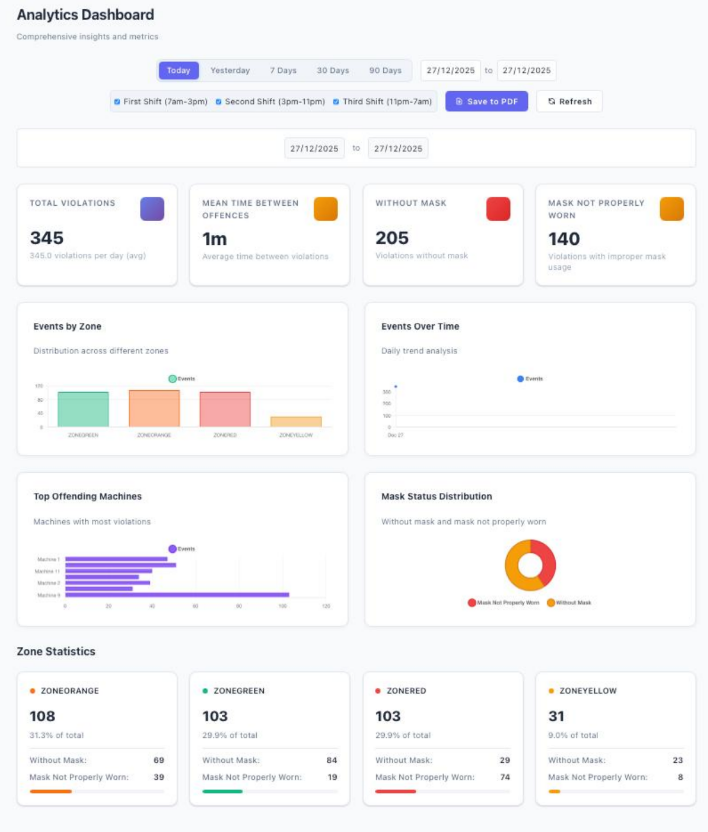 Analytics Dashboard
Comprehensive insights and metrics
Today Yesterday 7 Days 30 Days 90 Days 27/12/2025 to 27/12/2025
First Shift (7am-3pm) Second Shift (3pm-11pm) Third Shift (11pm-7am) Save to PDF Refresh
27/12/2025 to 27/12/2025
TOTAL VIOLATIONS
345
345.0 violations per day (avg)
MEAN TIME BETWEEN
OFFENCES
1m
Average time between violations
WITHOUT MASK
205
Violations without mask
MASK NOT PROPERLY
WORN
140
Violations with improper mask
usage
Events by Zone
Distribution across different zones
Events
120
80
40
0
ZONEGREEN ZONEORANGE ZONERED ZONEYELLOW
Events Over Time
Daily trend analysis
Events
0
Dec 27
Top Offending Machines
Machines with most violations
Events
Machine 1
Machine 11
Machine 2
Machine 9
0 20 40 60 80 100 120
Mask Status Distribution
Without mask and mask not properly worn
Mask Not Properly Worn Without Mask
Zone Statistics
ZONEORANGE
108
31.3% of total
Without Mask: 69
Mask Not Properly Worn: 39
ZONEGREEN
103
29.9% of total
Without Mask: 84
Mask Not Properly Worn: 19
ZONERED
103
29.9% of total
Without Mask: 29
Mask Not Properly Worn: 74
ZONEYELLOW
31
9.0% of total
Without Mask: 23
Mask Not Properly Worn: 8